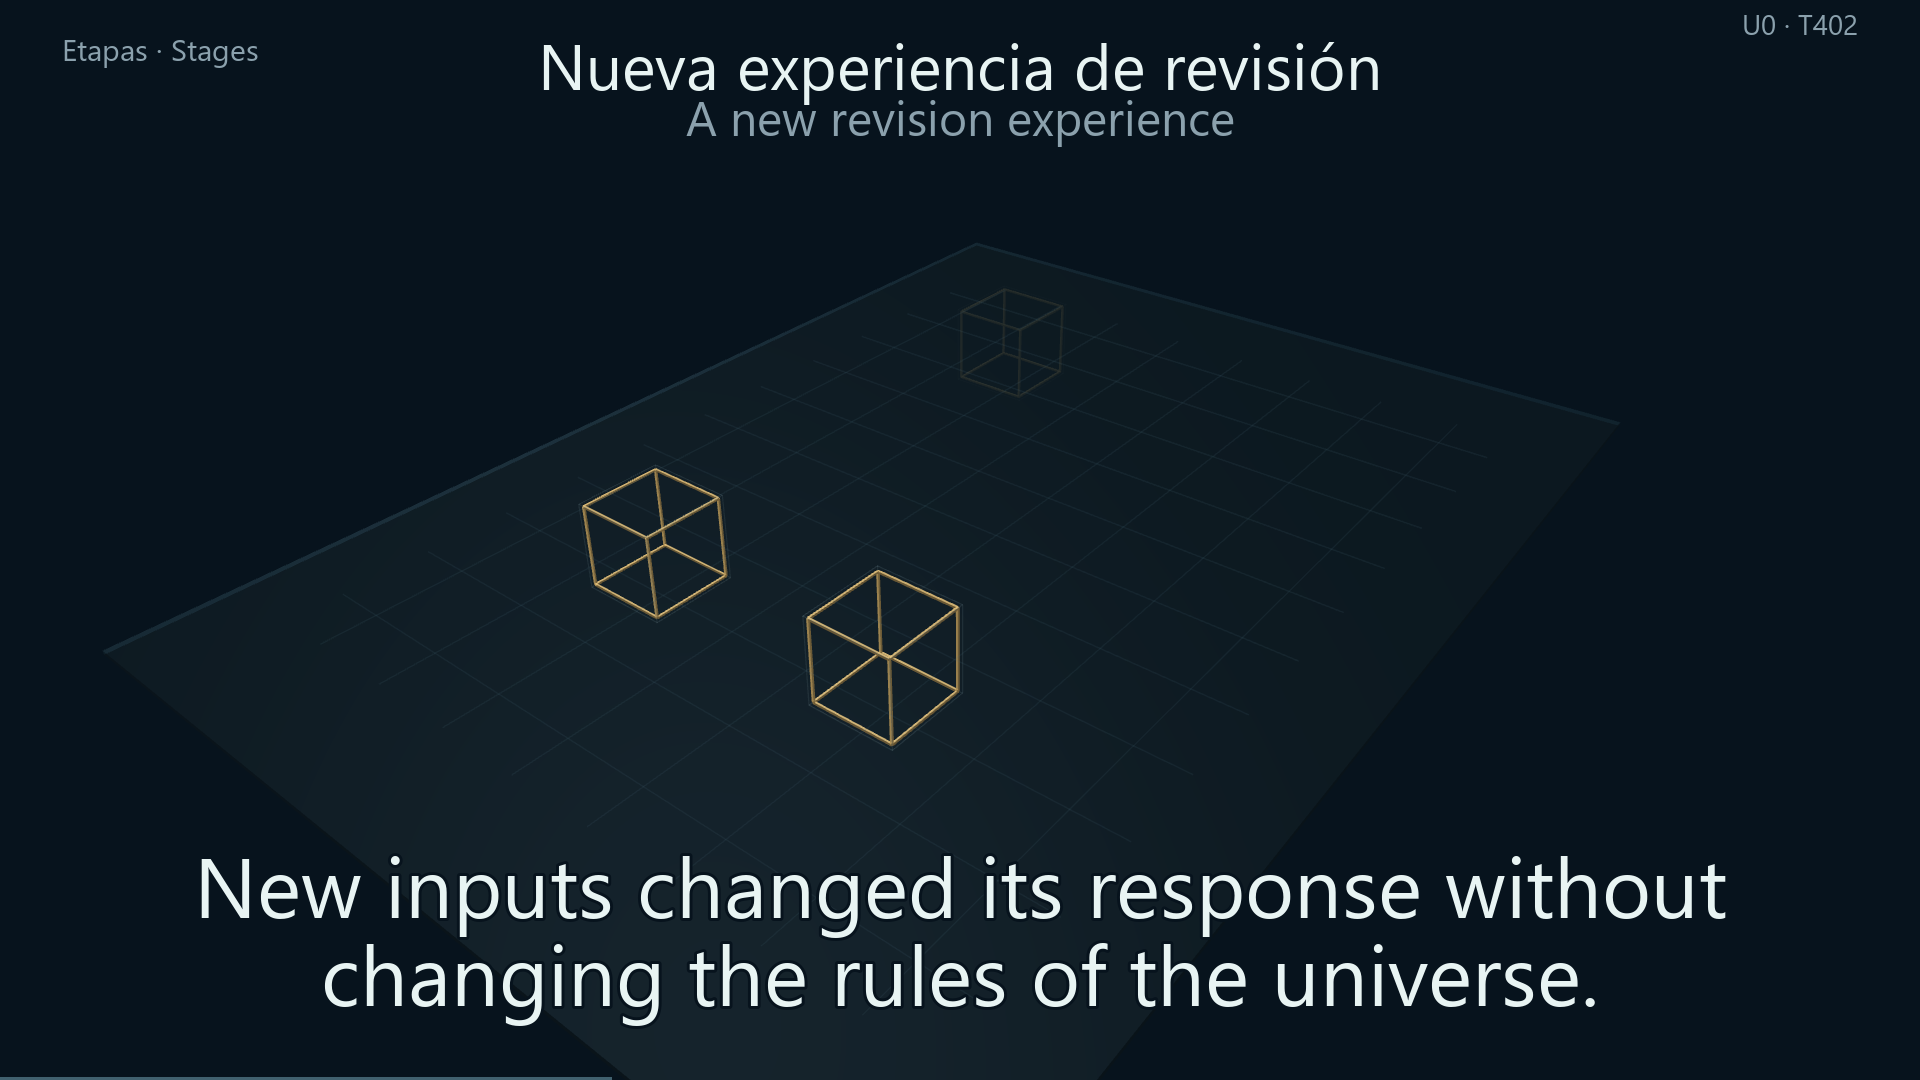 Etapas · Stages
U0 · T402
Nueva experiencia de revisión
A new revision experience
New inputs changed its response without
changing the rules of the universe.